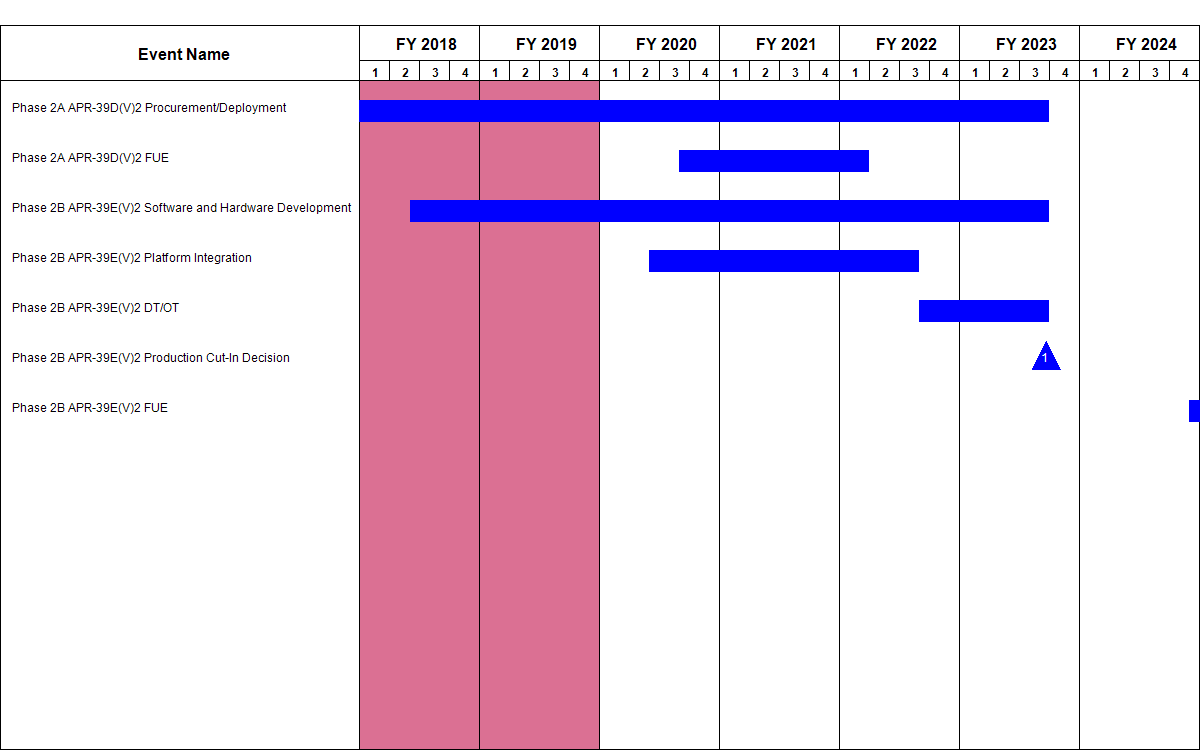 Event Name
FY 2018 FY 2019 FY 2020 FY 2021 FY 2022 FY 2023 FY 2024
1 2 3 4 1 2 3 4 1 2 3 4 1 2 3 4 1 2 3 4 1 2 3 4 1 2 3 4
Phase 2A APR-39D(V)2 Procurement/Deployment
Phase 2A APR-39D(V)2 FUE
Phase 2B APR-39E(V)2 Software and Hardware Development
Phase 2B APR-39E(V)2 Platform Integration
Phase 2B APR-39E(V)2 DT/OT
Phase 2B APR-39E(V)2 Production Cut-In Decision 1
Phase 2B APR-39E(V)2 FUE